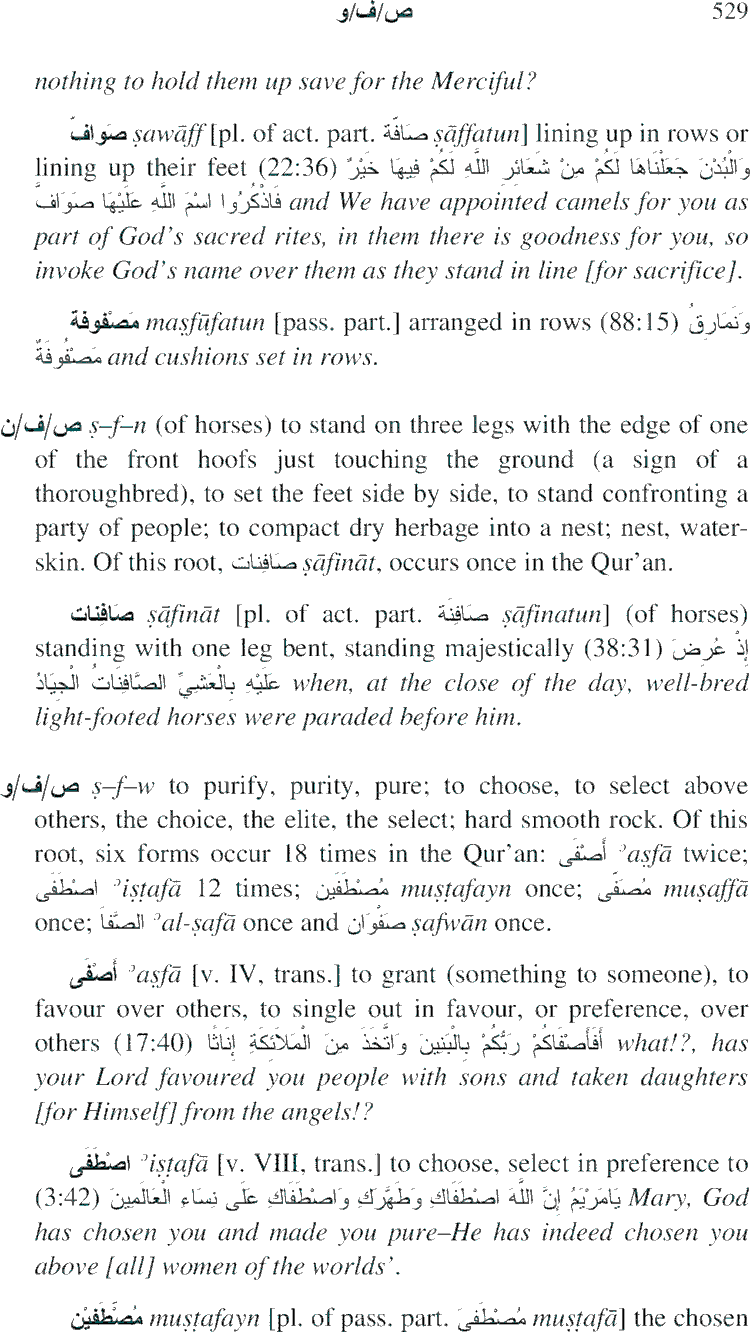 ص/ف/و 529
nothing to hold them up save for the Merciful?
صَوافّ ṣawāff [pl. of act. part. صَافَّة ṣāffatun] lining up in rows or
lining up their feet (22:36) وَالْبُدْنَ جَعَلْنَاهَا لَكُمْ مِنْ شَعَائِرِ اللَّهِ لَكُمْ فِيهَا خَيْرٌ
فَاذْكُرُوا اسْمَ اللَّهِ عَلَيْهَا صَوَافَّ and We have appointed camels for you as
part of God’s sacred rites, in them there is goodness for you, so
invoke God’s name over them as they stand in line [for sacrifice].
مَصْفوفة maṣfūfatun [pass. part.] arranged in rows (88:15) وَنَمَارِقُ
مَصْفُوفَةٌ and cushions set in rows.
ص/ف/ن ṣ–f–n (of horses) to stand on three legs with the edge of one
of the front hoofs just touching the ground (a sign of a
thoroughbred), to set the feet side by side, to stand confronting a
party of people; to compact dry herbage into a nest; nest, water-
skin. Of this root, صَافِنات ṣāfināt, occurs once in the Qur’an.
صَافِنات ṣāfināt [pl. of act. part. صَافِنَة ṣāfinatun] (of horses)
standing with one leg bent, standing majestically (38:31) إِذْ عُرِضَ
عَلَيْهِ بِالْعَشِيِّ الصَّافِنَاتُ الْجِيَادُ when, at the close of the day, well-bred
light-footed horses were paraded before him.
ص/ف/و ṣ–f–w to purify, purity, pure; to choose, to select above
others, the choice, the elite, the select; hard smooth rock. Of this
root, six forms occur 18 times in the Qur’an: أَصْفَى ʾaṣfā twice;
اصْطَفَى ʾiṣṭafā 12 times; مُصْطَفَيْن muṣṭafayn once; مُصَفَّى muṣaffā
once; الصَّفاَ ʾal-ṣafā once and صَفْوَان ṣafwān once.
أَصْفَى ʾaṣfā [v. IV, trans.] to grant (something to someone), to
favour over others, to single out in favour, or preference, over
others (17:40) أَفَأَصْفَاكُمْ رَبُّكُمْ بِالْبَنِينَ وَاتَّخَذَ مِنَ الْمَلاَئِكَةِ إِنَاثًا what!?, has
your Lord favoured you people with sons and taken daughters
[for Himself] from the angels!?
اصْطَفَى ʾiṣṭafā [v. VIII, trans.] to choose, select in preference to
(3:42) يَامَرْيَمُ إِنَّ اللَّهَ اصْطَفَاكِ وَطَهَّرَكِ وَاصْطَفَاكِ عَلَى نِسَاءِ الْعَالَمِينَ Mary, God
has chosen you and made you pure–He has indeed chosen you
above [all] women of the worlds’.
مُصْطَفَيْن muṣṭafayn [pl. of pass. part. مُصْطَفَىَ muṣṭafā] the chosen